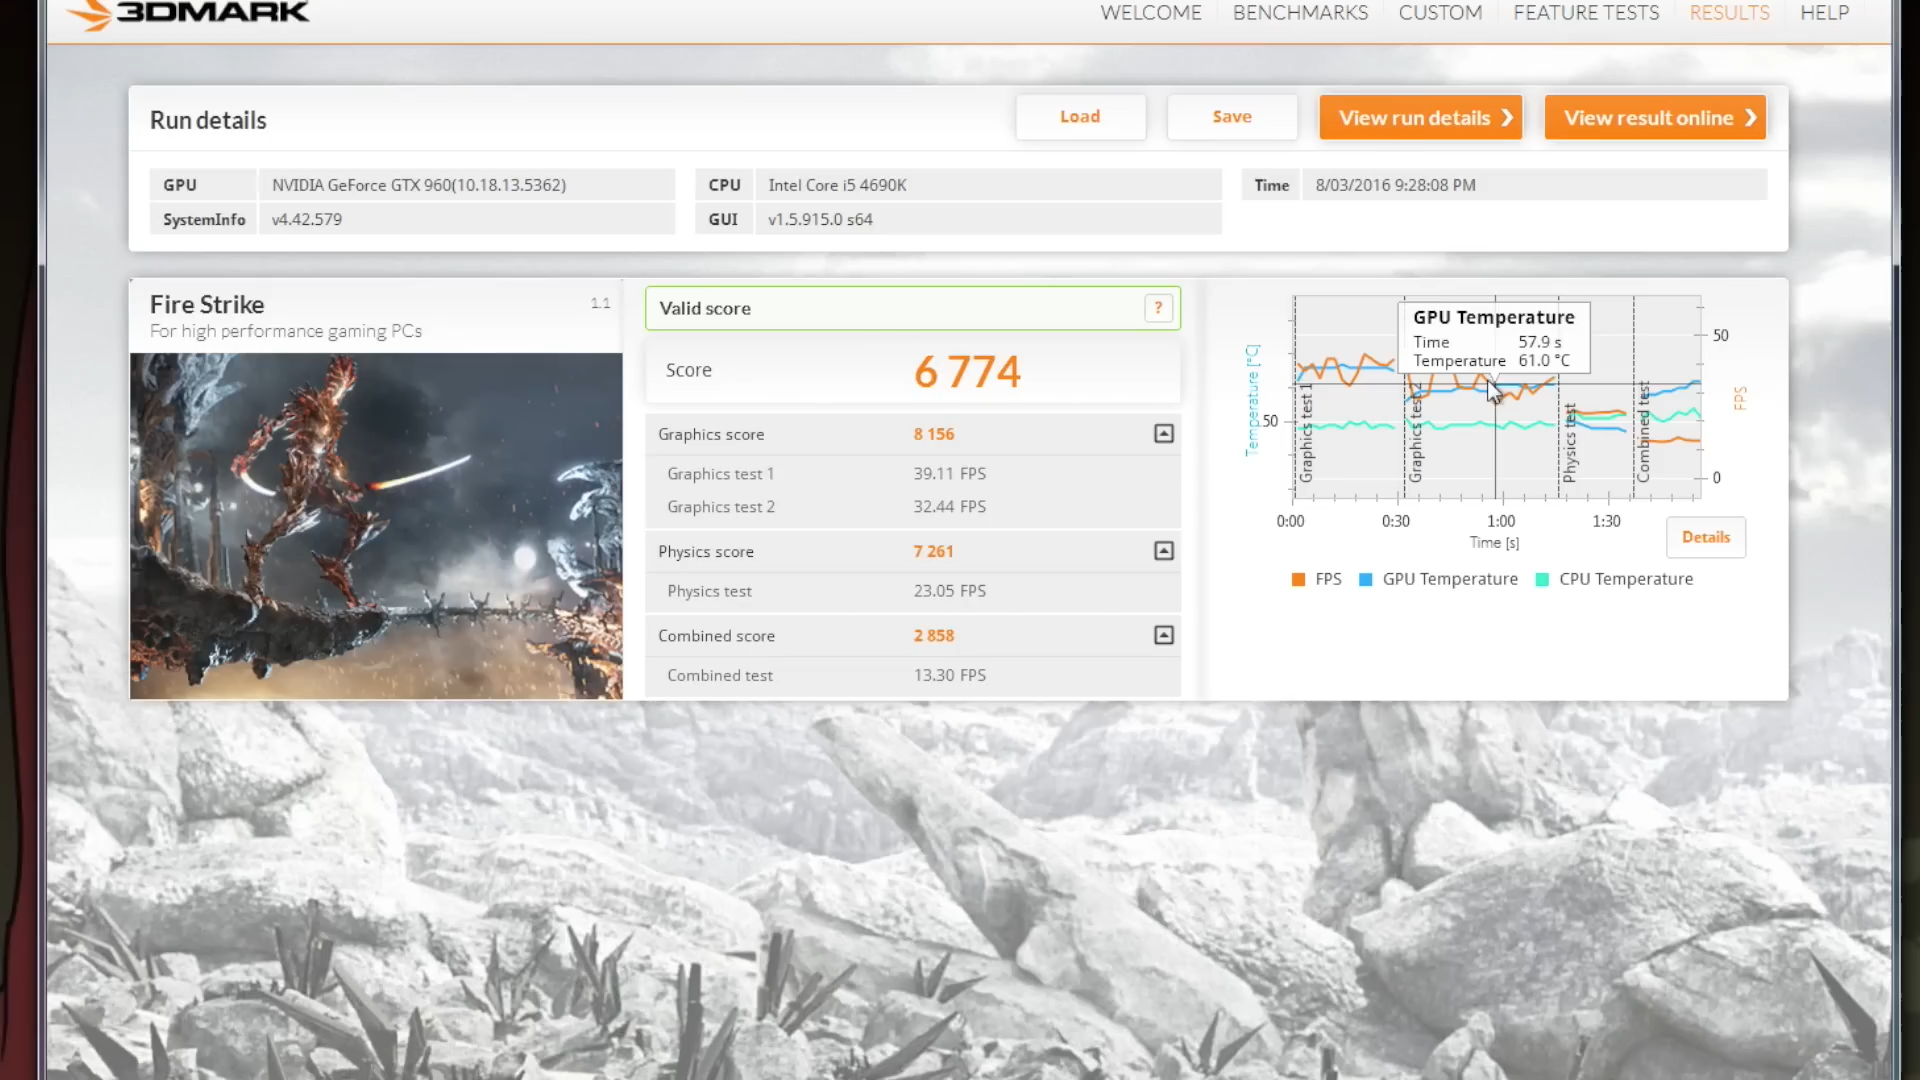 3DMARK
WELCOME BENCHMARKS CUSTOM FEATURE TESTS RESULTS HELP
Run details
Load Save View run details View result online
GPU NVIDIA GeForce GTX 960(10.18.13.5362) CPU Intel Core i5 4690K Time 8/03/2016 9:28:08 PM
SystemInfo v4.42.579 GUI v1.5.915.0 s64
Fire Strike 1.1
For high performance gaming PCs
Valid score ?
Score 6 774
Graphics score 8 156
Graphics test 1 39.11 FPS
Graphics test 2 32.44 FPS
Physics score 7 261
Physics test 23.05 FPS
Combined score 2 858
Combined test 13.30 FPS
GPU Temperature
Time 57.9 s
Temperature 61.0 °C
Temperature [°C]
50
Graphics test 1
Graphics test 2
Physics test
Combined test
50
0
FPS
0:00 0:30 1:00 1:30
Time [s]
Details
FPS GPU Temperature CPU Temperature